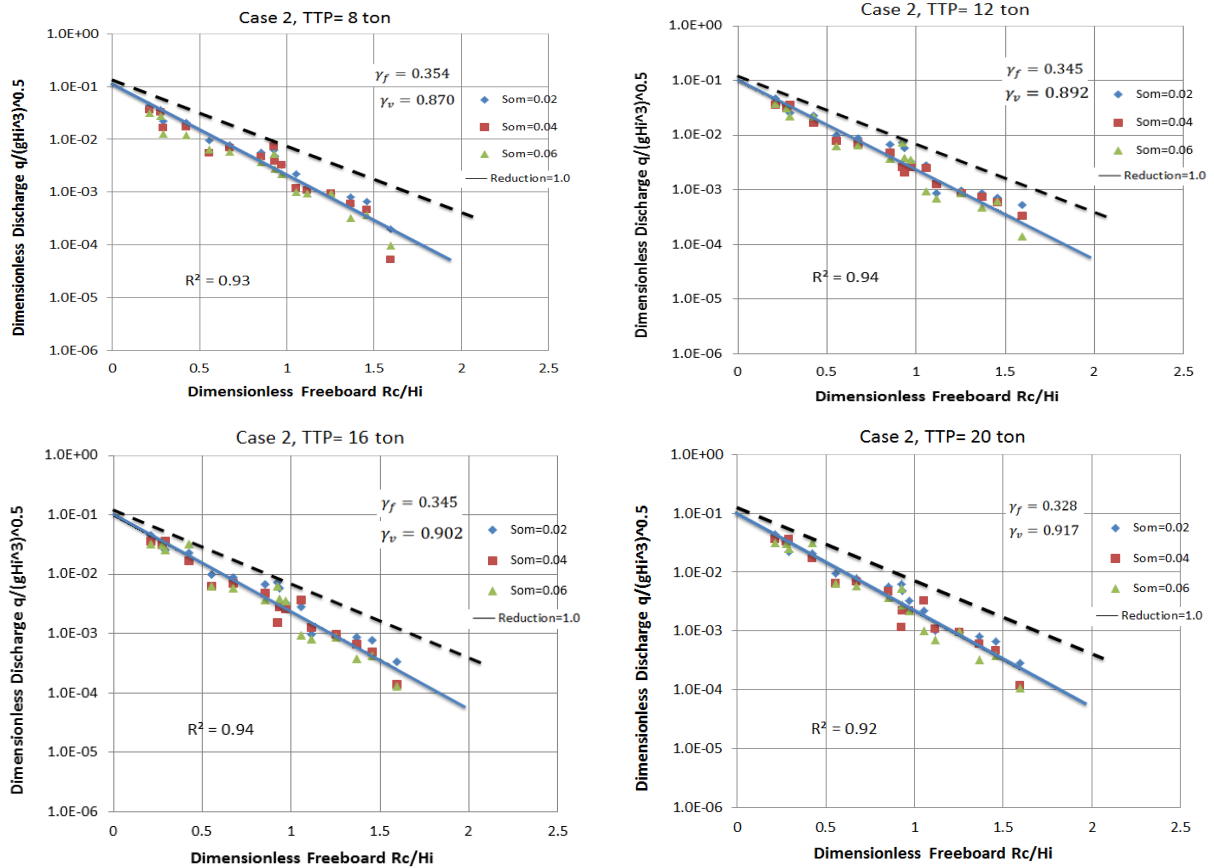 Case 2, TTP= 8 ton
Dimensionless Discharge q/(gHi^3)^0.5
1.0E+00
1.0E-01
1.0E-02
1.0E-03
1.0E-04
1.0E-05
1.0E-06
γf = 0.354
γv = 0.870
Som=0.02
Som=0.04
Som=0.06
Reduction=1.0
R² = 0.93
0 0.5 1 1.5 2 2.5
Dimensionless Freeboard Rc/Hi
Case 2, TTP= 12 ton
Dimensionless Discharge q/(gHi^3)^0.5
1.0E+00
1.0E-01
1.0E-02
1.0E-03
1.0E-04
1.0E-05
1.0E-06
γf = 0.345
γv = 0.892
Som=0.02
Som=0.04
Som=0.06
Reduction=1.0
R² = 0.94
0 0.5 1 1.5 2 2.5
Dimensionless Freeboard Rc/Hi
Case 2, TTP= 16 ton
Dimensionless Discharge q/(gHi^3)^0.5
1.0E+00
1.0E-01
1.0E-02
1.0E-03
1.0E-04
1.0E-05
1.0E-06
γf = 0.345
γv = 0.902
Som=0.02
Som=0.04
Som=0.06
Reduction=1.0
R² = 0.94
0 0.5 1 1.5 2 2.5
Dimensionless Freeboard Rc/Hi
Case 2, TTP= 20 ton
Dimensionless Discharge q/(gHi^3)^0.5
1.0E+00
1.0E-01
1.0E-02
1.0E-03
1.0E-04
1.0E-05
1.0E-06
γf = 0.328
γv = 0.917
Som=0.02
Som=0.04
Som=0.06
Reduction=1.0
R² = 0.92
0 0.5 1 1.5 2 2.5
Dimensionless Freeboard Rc/Hi